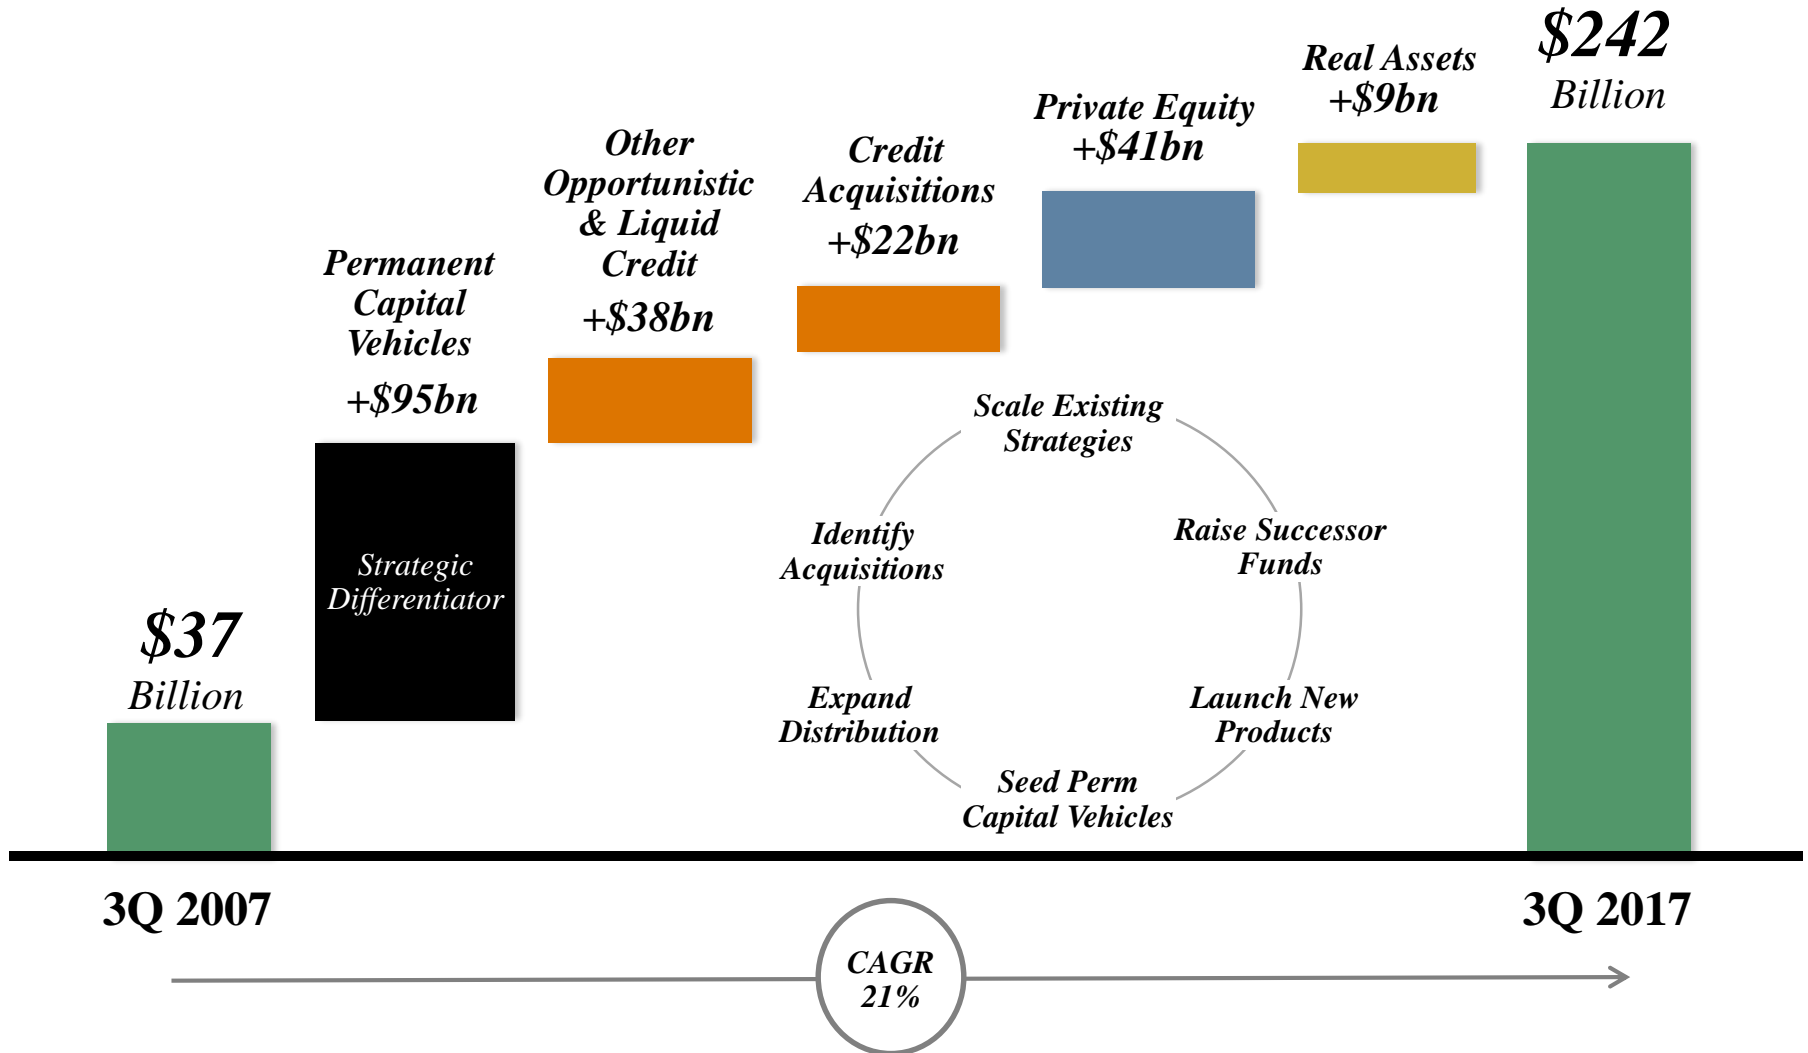 $37
Billion
Permanent
Capital
Vehicles
+$95bn
Strategic
Differentiator
Other
Opportunistic
& Liquid
Credit
+$38bn
Credit
Acquisitions
+$22bn
Private Equity
+$41bn
Real Assets
+$9bn
$242
Billion
Scale Existing
Strategies
Raise Successor
Funds
Launch New
Products
Seed Perm
Capital Vehicles
Expand
Distribution
Identify
Acquisitions
3Q 2007
3Q 2017
CAGR
21%